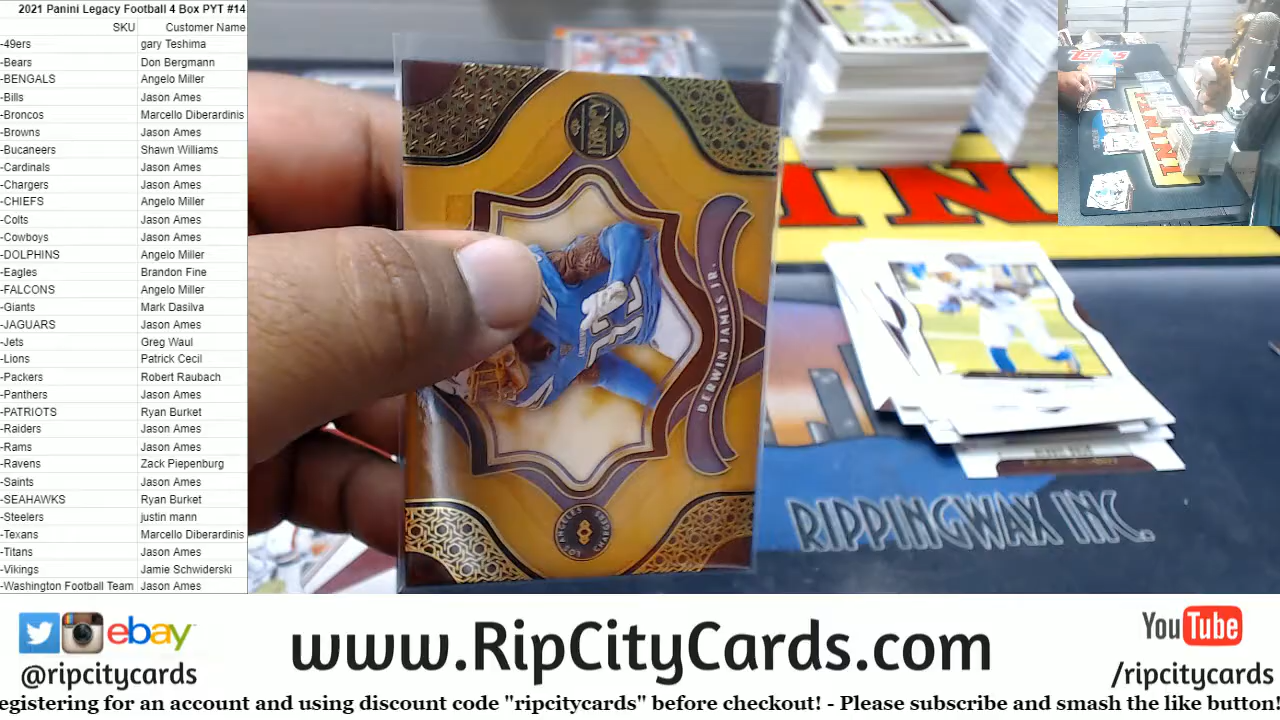 2021 Panini Legacy Football 4 Box PYT #14
SKU Customer Name
-49ers gary Teshima
-Bears Don Bergmann
-BENGALS Angelo Miller
-Bills Jason Ames
-Broncos Marcello Diberardinis
-Browns Jason Ames
-Bucaneers Shawn Williams
-Cardinals Jason Ames
-Chargers Jason Ames
-CHIEFS Angelo Miller
-Colts Jason Ames
-Cowboys Jason Ames
-DOLPHINS Angelo Miller
-Eagles Brandon Fine
-FALCONS Angelo Miller
-Giants Mark Dasilva
-JAGUARS Jason Ames
-Jets Greg Waul
-Lions Patrick Cecil
-Packers Robert Raubach
-Panthers Jason Ames
-PATRIOTS Ryan Burket
-Raiders Jason Ames
-Rams Jason Ames
-Ravens Zack Piepenburg
-Saints Jason Ames
-SEAHAWKS Ryan Burket
-Steelers justin mann
-Texans Marcello Diberardinis
-Titans Jason Ames
-Vikings Jamie Schwiderski
-Washington Football Team Jason Ames
LEGACY
DERWIN JAMES JR.
LOS ANGELES CHARGERS
RIPPINGWAX INC.
ebay
@ripcitycards
www.RipCityCards.com
YouTube
/ripcitycards
egistering for an account and using discount code "ripcitycards" before checkout! - Please subscribe and smash the like button!